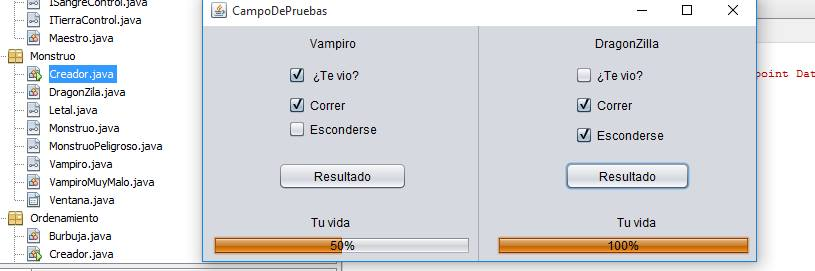 ISangreControl.java
ITierraControl.java
Maestro.java
Monstruo
Creador.java
DragonZila.java
Letal.java
Monstruo.java
MonstruoPeligroso.java
Vampiro.java
VampiroMuyMalo.java
Ventana.java
Ordenamiento
Burbuja.java
Creador.java
CampoDePruebas
Vampiro
¿Te vio?
Correr
Esconderse
Resultado
Tu vida
50%
DragonZilla
¿Te vio?
Correr
Esconderse
Resultado
Tu vida
100%
point Dat